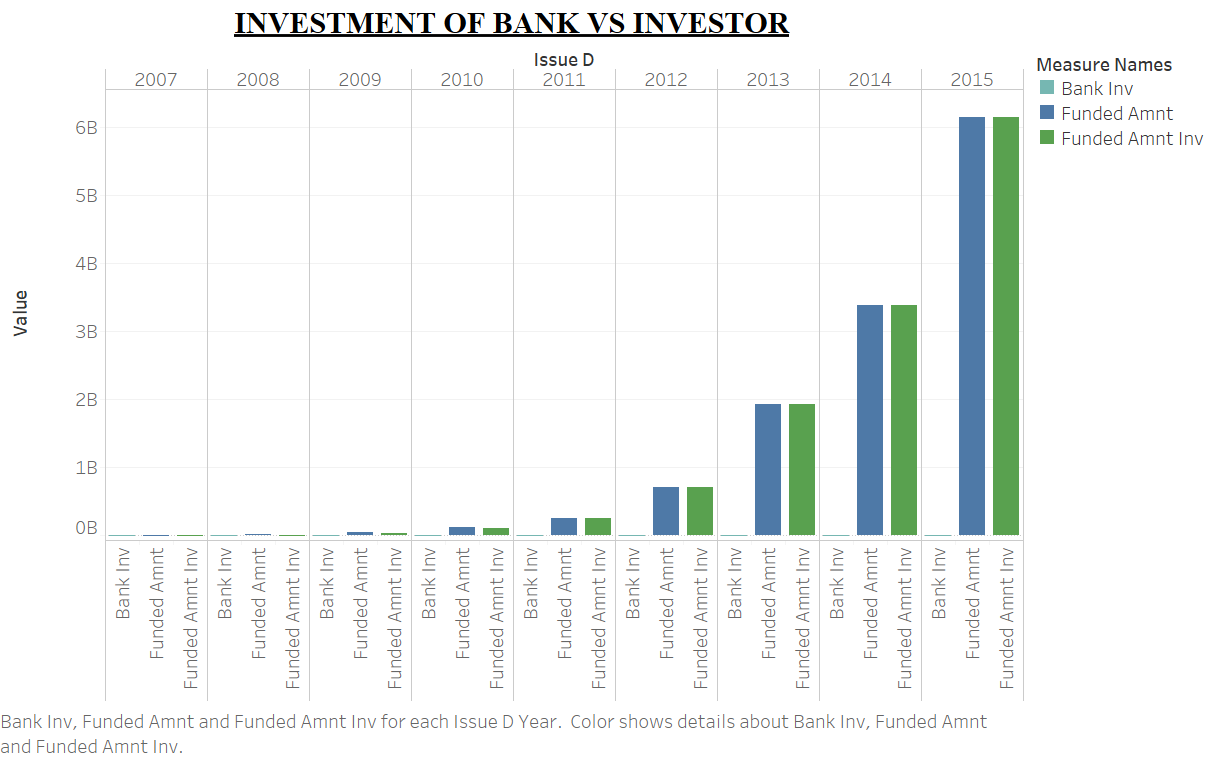 INVESTMENT OF BANK VS INVESTOR
Issue D
2007 2008 2009 2010 2011 2012 2013 2014 2015
Measure Names
Bank Inv
Funded Amnt
Funded Amnt Inv
Value
6B
5B
4B
3B
2B
1B
0B
Bank Inv
Funded Amnt
Funded Amnt Inv
Bank Inv
Funded Amnt
Funded Amnt Inv
Bank Inv
Funded Amnt
Funded Amnt Inv
Bank Inv
Funded Amnt
Funded Amnt Inv
Bank Inv
Funded Amnt
Funded Amnt Inv
Bank Inv
Funded Amnt
Funded Amnt Inv
Bank Inv
Funded Amnt
Funded Amnt Inv
Bank Inv
Funded Amnt
Funded Amnt Inv
Bank Inv
Funded Amnt
Funded Amnt Inv
Bank Inv, Funded Amnt and Funded Amnt Inv for each Issue D Year.  Color shows details about Bank Inv, Funded Amnt
and Funded Amnt Inv.